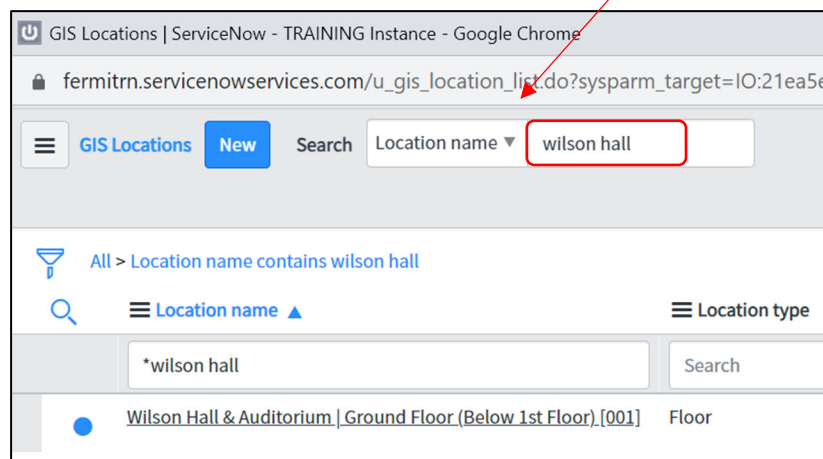 GIS Locations | ServiceNow - TRAINING Instance - Google Chrome
fermitrn.servicenowservices.com/u_gis_location_list.do?sysparm_target=IO:21ea5e
GIS Locations New Search Location name ▼ wilson hall
All > Location name contains wilson hall
Location name ▲ Location type
*wilson hall Search
Wilson Hall & Auditorium | Ground Floor (Below 1st Floor) [001] Floor